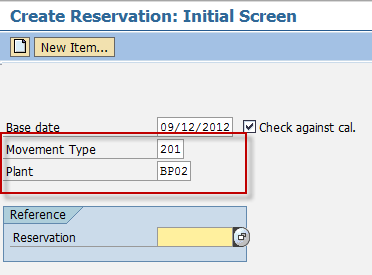 Create Reservation: Initial Screen
New Item...
Base date 09/12/2012 Check against cal.
Movement Type 201
Plant BP02
Reference
Reservation